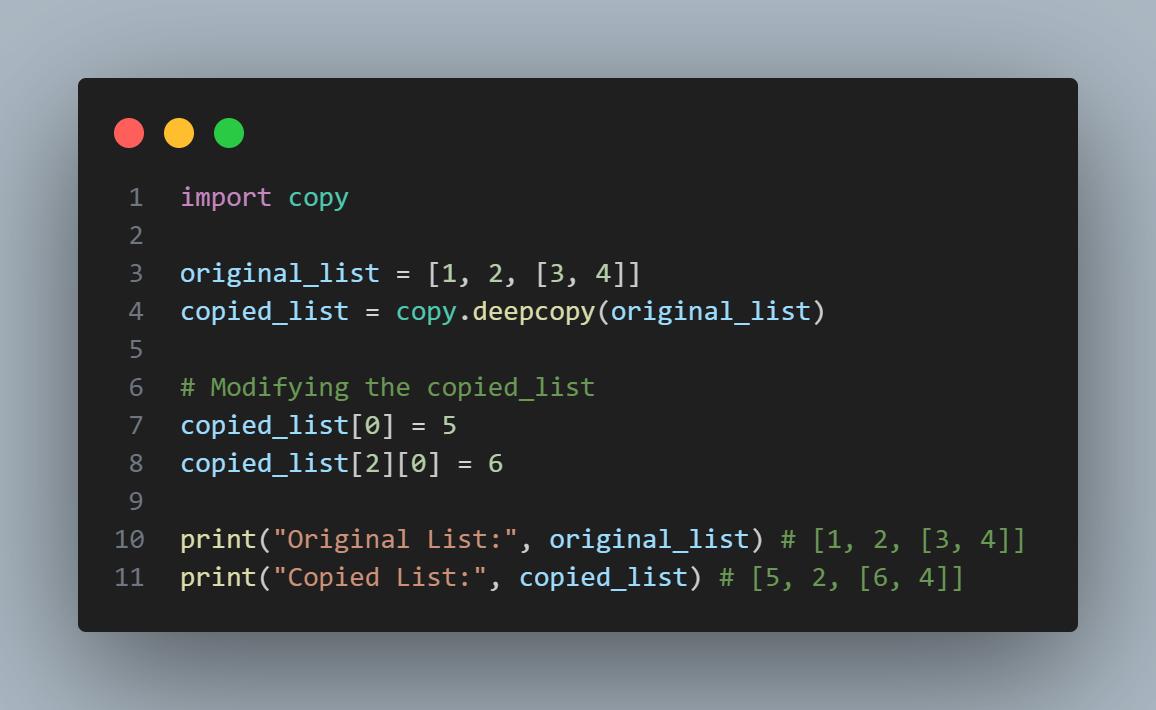 1 import copy
2
3 original_list = [1, 2, [3, 4]]
4 copied_list = copy.deepcopy(original_list)
5
6 # Modifying the copied_list
7 copied_list[0] = 5
8 copied_list[2][0] = 6
9
10 print("Original List:", original_list) # [1, 2, [3, 4]]
11 print("Copied List:", copied_list) # [5, 2, [6, 4]]